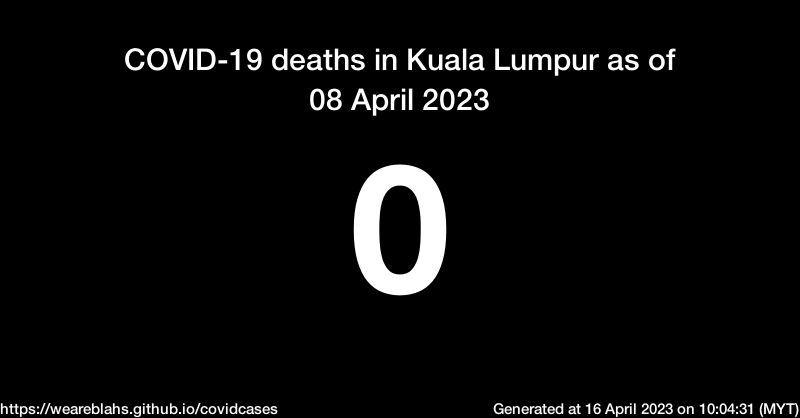 COVID-19 deaths in Kuala Lumpur as of
08 April 2023
0
https://weareblahs.github.io/covidcases
Generated at 16 April 2023 on 10:04:31 (MYT)